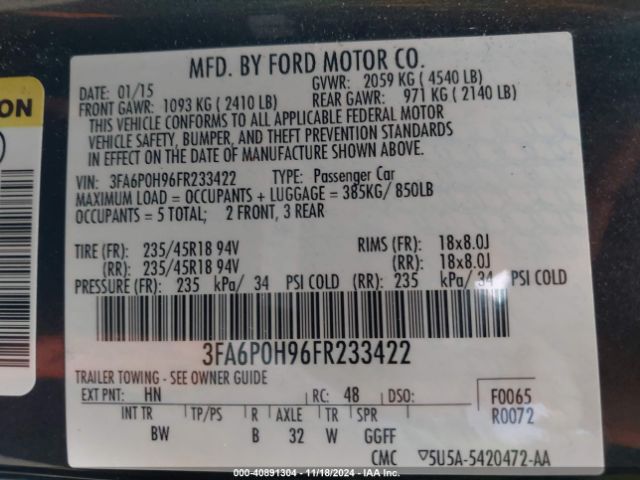 MFD. BY FORD MOTOR CO.
DATE: 01/15 GVWR: 2059 KG ( 4540 LB)
FRONT GAWR: 1093 KG ( 2410 LB) REAR GAWR: 971 KG ( 2140 LB)
THIS VEHICLE CONFORMS TO ALL APPLICABLE FEDERAL MOTOR
VEHICLE SAFETY, BUMPER, AND THEFT PREVENTION STANDARDS
IN EFFECT ON THE DATE OF MANUFACTURE SHOWN ABOVE.
VIN: 3FA6P0H96FR233422 TYPE: Passenger Car
MAXIMUM LOAD = OCCUPANTS + LUGGAGE = 385KG/ 850LB
OCCUPANTS = 5 TOTAL; 2 FRONT, 3 REAR
TIRE (FR): 235/45R18 94V RIMS (FR): 18x8.0J
(RR): 235/45R18 94V (RR): 18x8.0J
PRESSURE (FR): 235 kPa/ 34 PSI COLD (RR): 235 kPa/ 34 PSI COLD
3FA6P0H96FR233422
TRAILER TOWING - SEE OWNER GUIDE
EXT PNT: HN RC: 48 DSO: F0065
INT TR TP/PS R AXLE TR SPR R0072
BW B 32 W GGFF
CMC ▽5U5A-5420472-AA
000-40891304 - 11/18/2024 - IAA